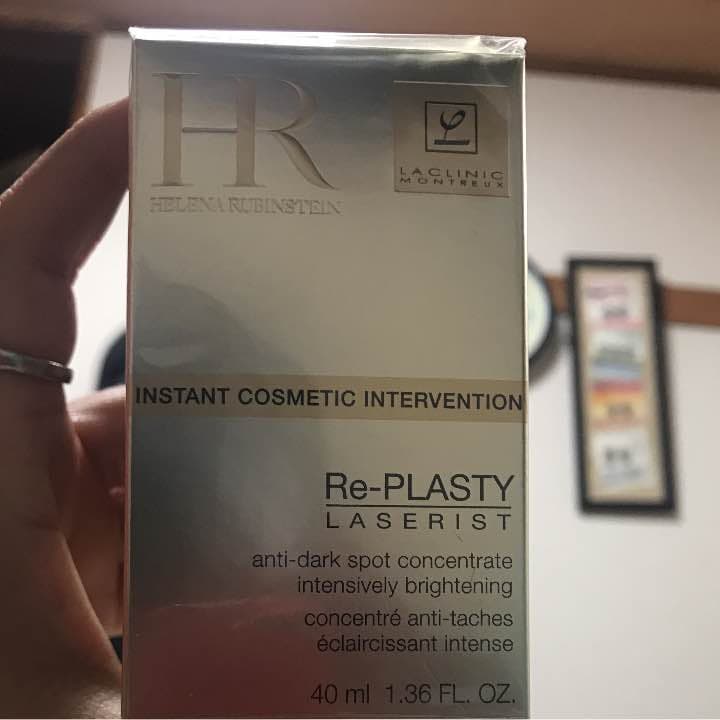 HR
HELENA RUBINSTEIN
LACLINIC
MONTREUX
INSTANT COSMETIC INTERVENTION
Re-PLASTY
LASERIST
anti-dark spot concentrate
intensively brightening
concentré anti-taches
éclaircissant intense
40 ml 1.36 FL. OZ.